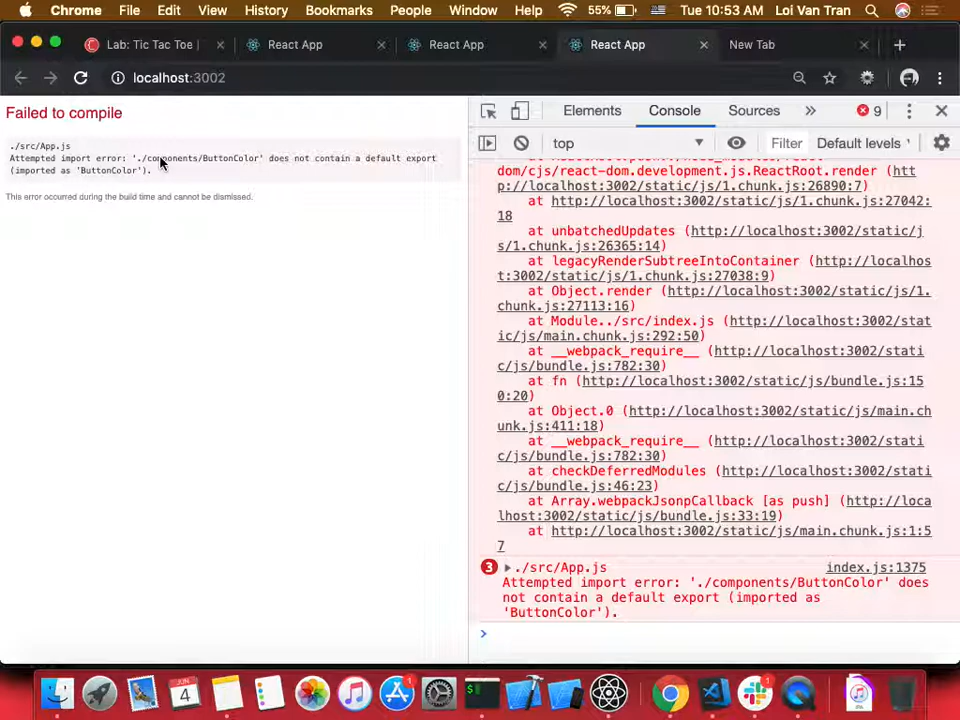 Chrome File Edit View History Bookmarks People Window Help 55% Tue 10:53 AM Loi Van Tran
Lab: Tic Tac Toe | React App React App React App New Tab
localhost:3002
Failed to compile
./src/App.js
Attempted import error: './components/ButtonColor' does not contain a default export
(imported as 'ButtonColor').
This error occurred during the build time and cannot be dismissed.
Elements Console Sources » 9
top Filter Default levels
dom/cjs/react-dom.development.js.ReactRoot.render (htt
p://localhost:3002/static/js/1.chunk.js:26890:7)
at http://localhost:3002/static/js/1.chunk.js:27042:
18
at unbatchedUpdates (http://localhost:3002/static/j
s/1.chunk.js:26365:14)
at legacyRenderSubtreeIntoContainer (http://localhos
t:3002/static/js/1.chunk.js:27038:9)
at Object.render (http://localhost:3002/static/js/1.
chunk.js:27113:16)
at Module../src/index.js (http://localhost:3002/stat
ic/js/main.chunk.js:292:50)
at __webpack_require__ (http://localhost:3002/stati
c/js/bundle.js:782:30)
at fn (http://localhost:3002/static/js/bundle.js:15
0:20)
at Object.0 (http://localhost:3002/static/js/main.ch
unk.js:411:18)
at __webpack_require__ (http://localhost:3002/stati
c/js/bundle.js:782:30)
at checkDeferredModules (http://localhost:3002/stati
c/js/bundle.js:46:23)
at Array.webpackJsonpCallback [as push] (http://loca
lhost:3002/static/js/bundle.js:33:19)
at http://localhost:3002/static/js/main.chunk.js:1:5
7
3 ./src/App.js index.js:1375
Attempted import error: './components/ButtonColor' does
not contain a default export (imported as
'ButtonColor').